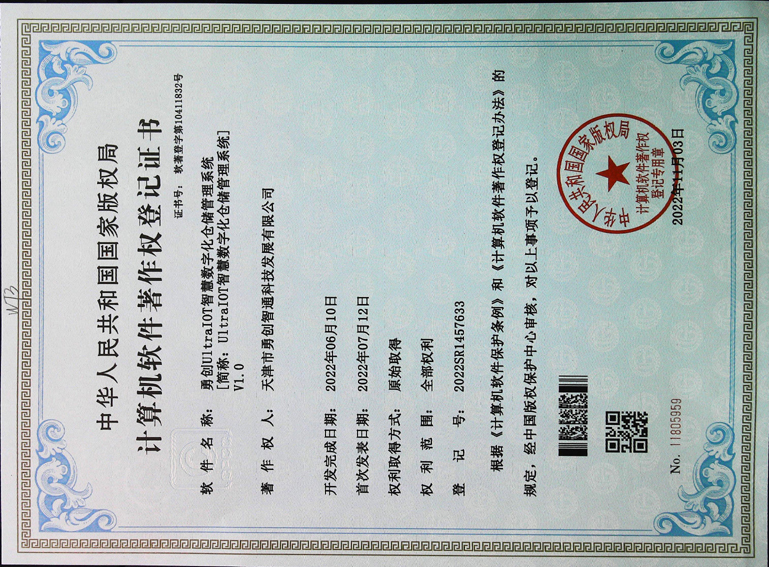 W13
中华人民共和国国家版权局
计算机软件著作权登记证书
证书号： 软著登字第10411832号
软件名称： 勇创UltraIOT智慧数字化仓储管理系统
[简称：UltraIOT智慧数字化仓储管理系统]
V1.0
著作权人： 天津市勇创智通科技发展有限公司
开发完成日期： 2022年06月10日
首次发表日期： 2022年07月12日
权利取得方式： 原始取得
权利范围： 全部权利
登记号： 2022SR1457633
根据《计算机软件保护条例》和《计算机软件著作权登记办法》的
规定，经中国版权保护中心审核，对以上事项予以登记。
中华人民共和国国家版权局
计算机软件著作权
登记专用章
2022年11月03日
No. 11805959